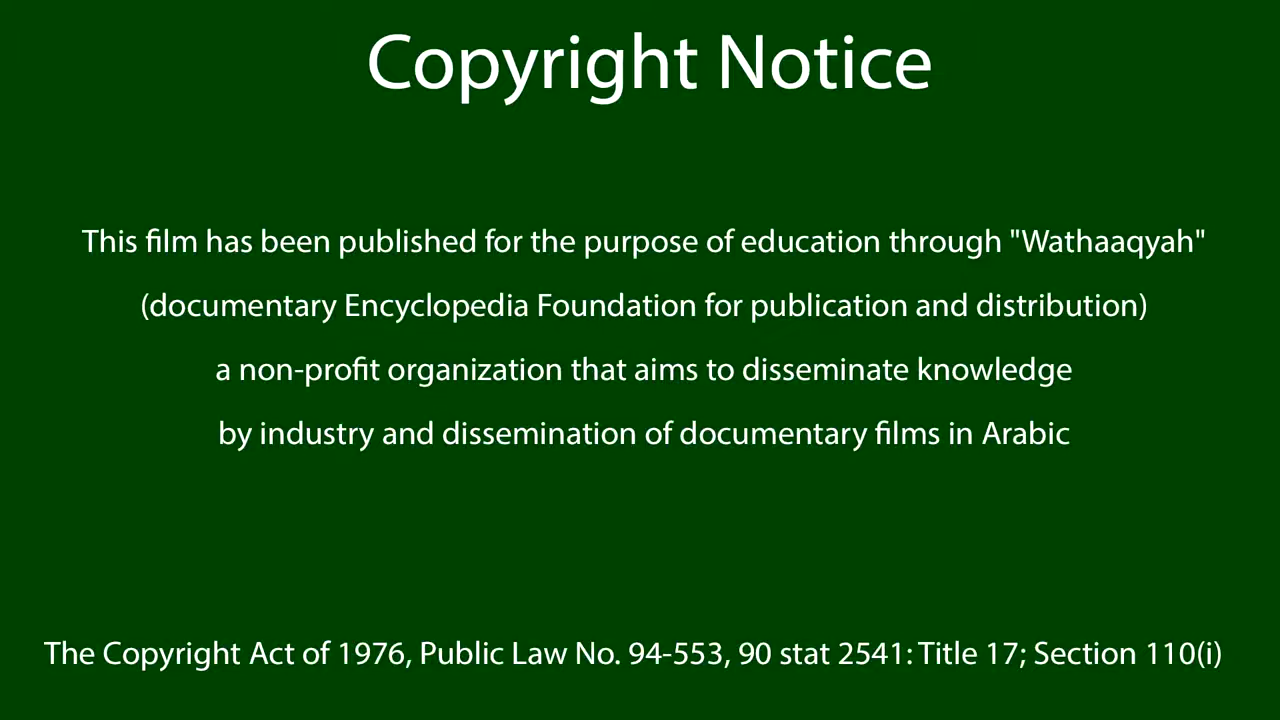 Copyright Notice
This film has been published for the purpose of education through "Wathaaqyah"
(documentary Encyclopedia Foundation for publication and distribution)
a non-profit organization that aims to disseminate knowledge
by industry and dissemination of documentary films in Arabic
The Copyright Act of 1976, Public Law No. 94-553, 90 stat 2541: Title 17; Section 110(i)